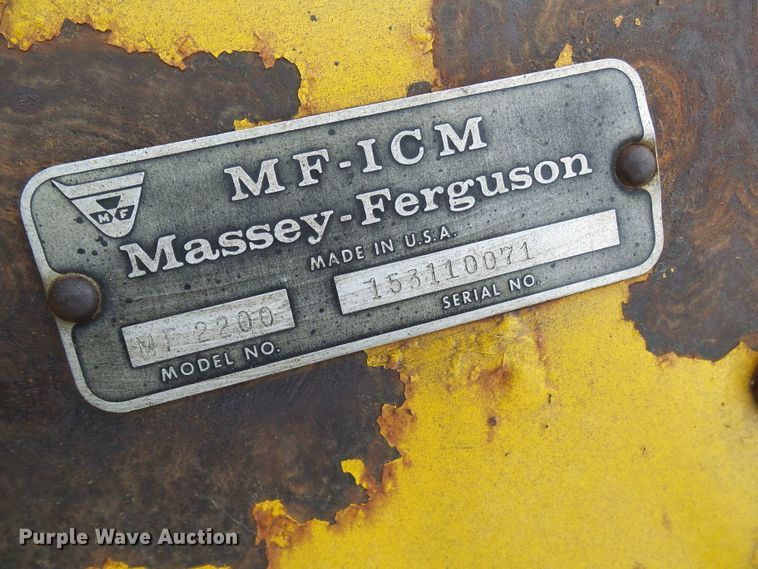 MF-ICM
MF
Massey-Ferguson
MADE IN U.S.A.
MF 2200
153110071
MODEL NO.
SERIAL NO.
Purple Wave Auction